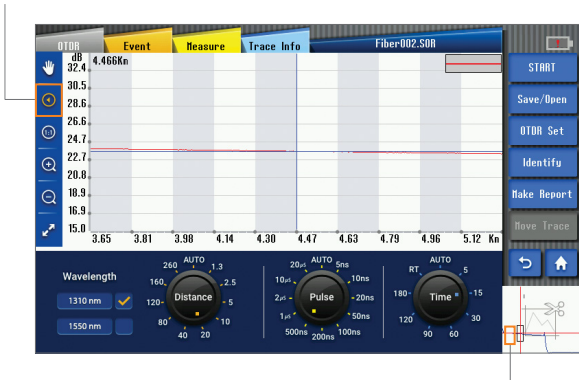 OTDR Event Measure Trace Info Fiber002.SOR
dB
4.466Km
32.4
30.5
28.6
26.6
24.7
22.7
20.8
18.9
16.9
15.0
3.65 3.81 3.98 4.14 4.30 4.47 4.63 4.79 4.96 5.12 Km
1:1
START
Save/Open
OTDR Set
Identify
Make Report
Move Trace
Wavelength
1310 nm
1550 nm
AUTO
260 1.3
160 2.5
120 5
80 10
40 20
Distance
AUTO
20µs 5ns
10µs 10ns
2µs 20ns
1µs 50ns
500ns 200ns 100ns
Pulse
AUTO
RT 5
180 15
120 30
90 60
Time